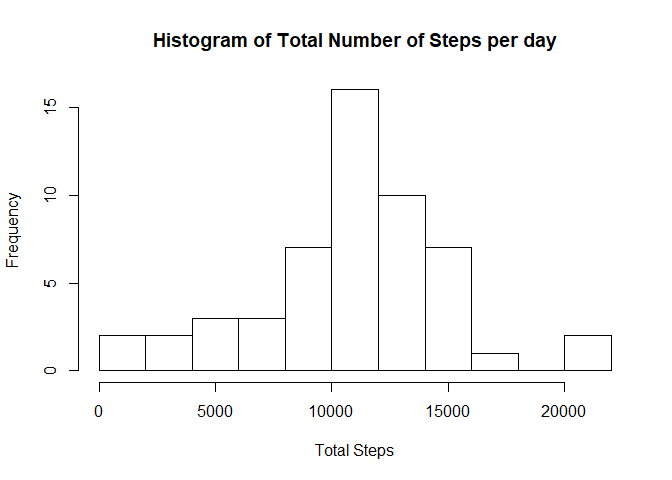 Histogram of Total Number of Steps per day
Frequency
15
10
5
0
0 5000 10000 15000 20000
Total Steps